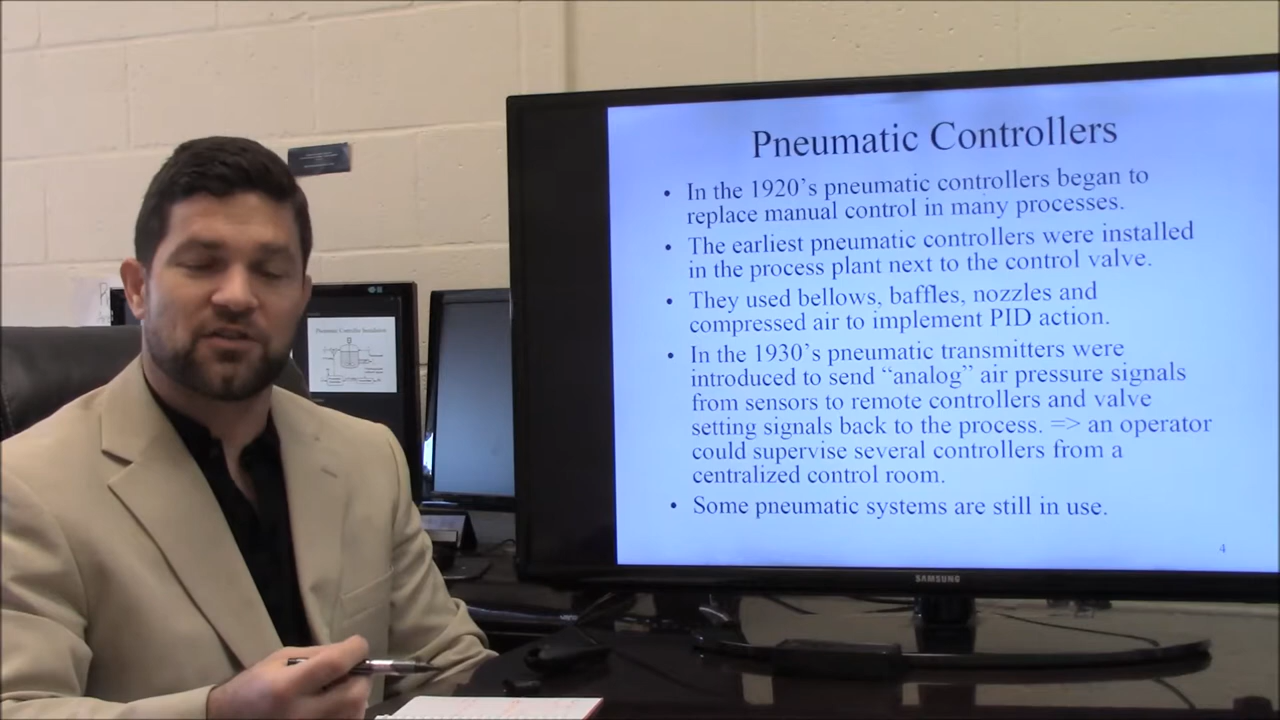 Pneumatic Controllers
• In the 1920's pneumatic controllers began to
replace manual control in many processes.
• The earliest pneumatic controllers were installed
in the process plant next to the control valve.
• They used bellows, baffles, nozzles and
compressed air to implement PID action.
• In the 1930's pneumatic transmitters were
introduced to send “analog” air pressure signals
from sensors to remote controllers and valve
setting signals back to the process. => an operator
could supervise several controllers from a
centralized control room.
• Some pneumatic systems are still in use.
4
SAMSUNG
Pneumatic Controller Installation